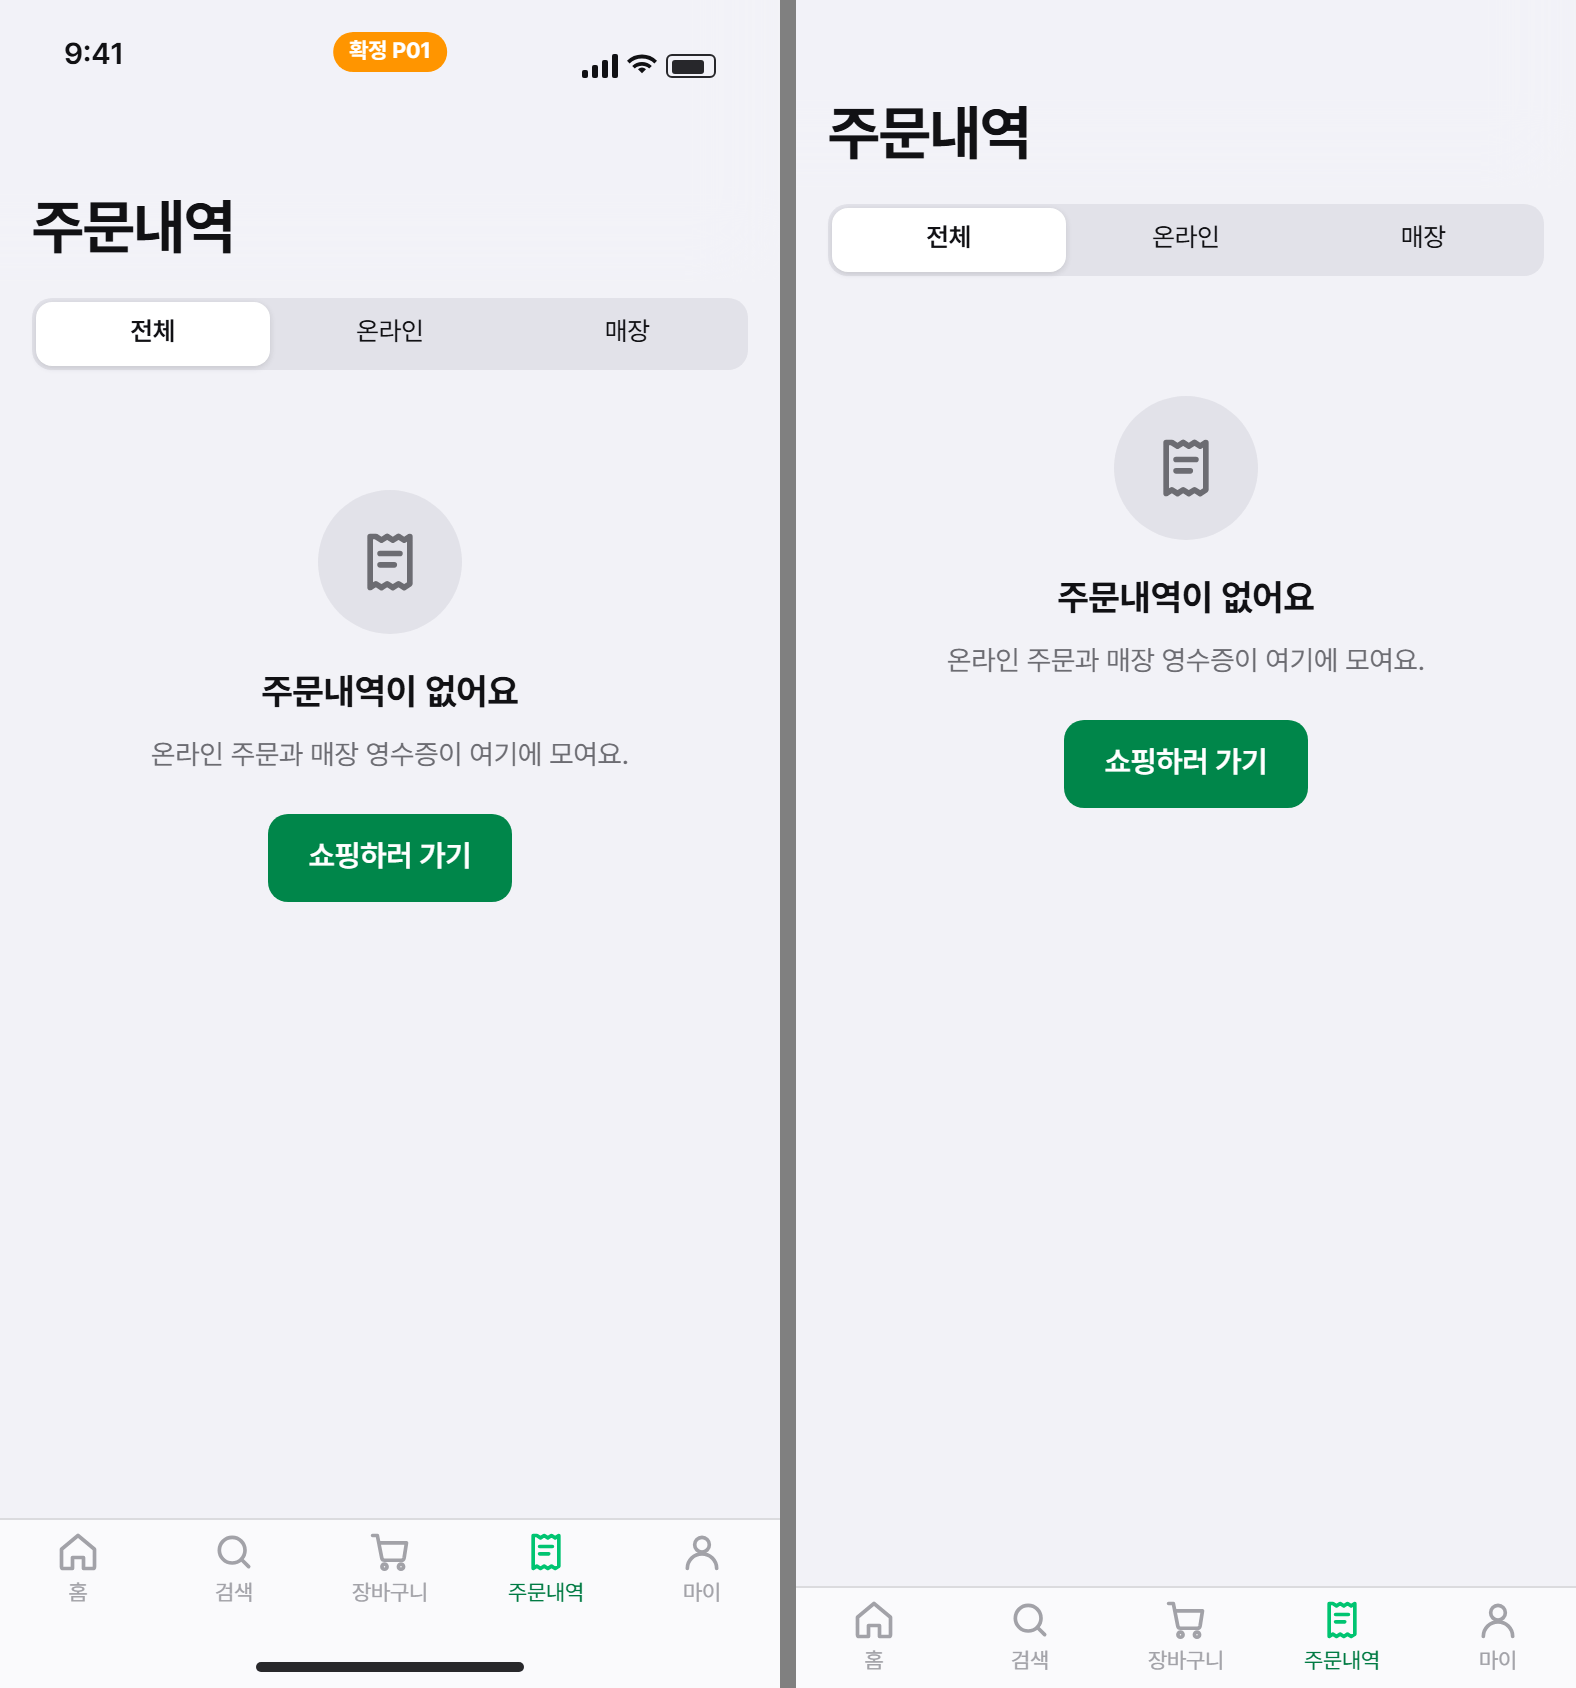 9:41
확정 P01
주문내역
전체 온라인 매장
주문내역이 없어요
온라인 주문과 매장 영수증이 여기에 모여요.
쇼핑하러 가기
홈 검색 장바구니 주문내역 마이
주문내역
전체 온라인 매장
주문내역이 없어요
온라인 주문과 매장 영수증이 여기에 모여요.
쇼핑하러 가기
홈 검색 장바구니 주문내역 마이